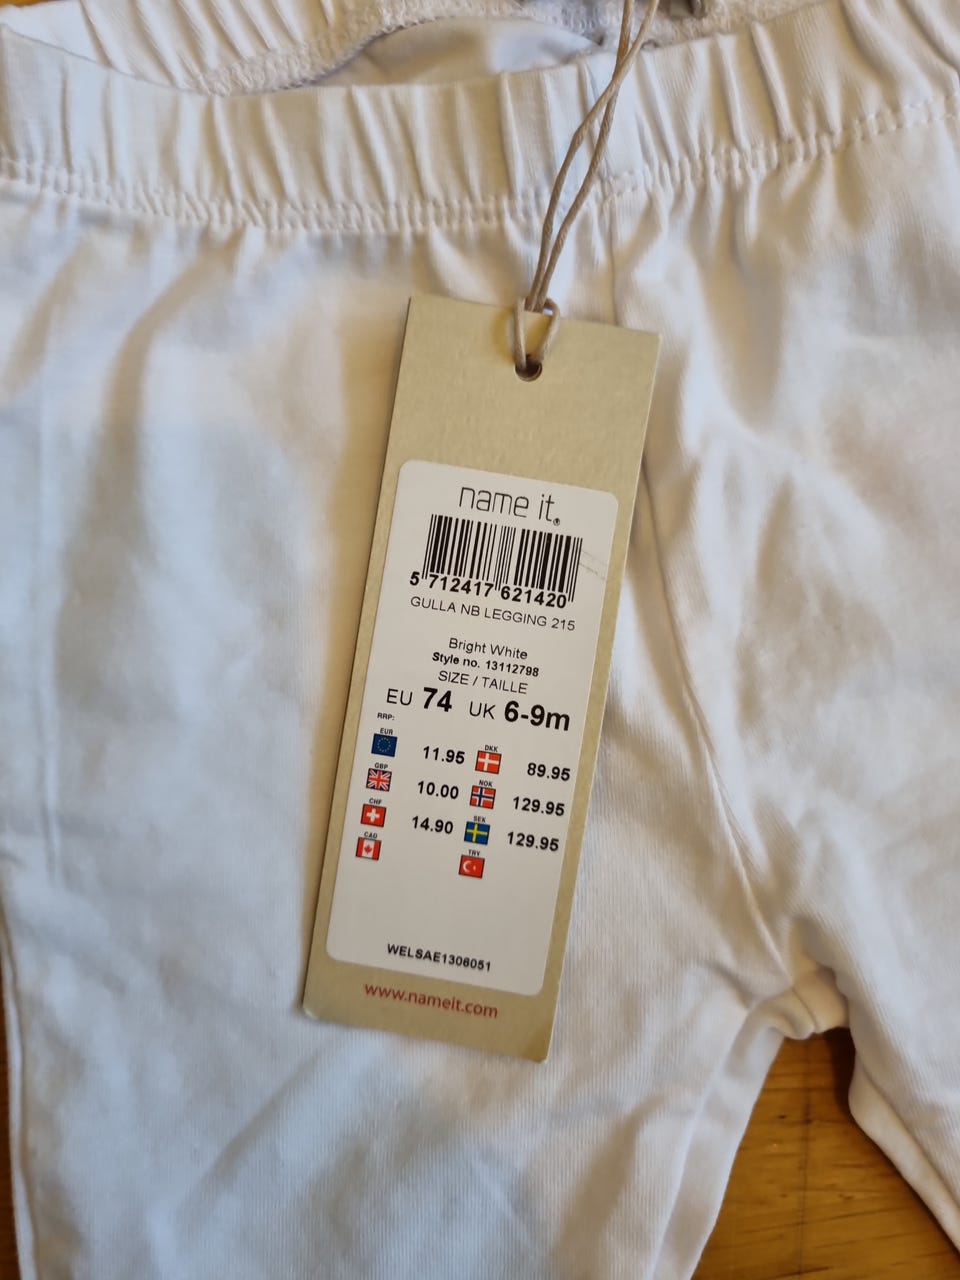 name it.
5 712417 621420
GULLA NB LEGGING 215
Bright White
Style no. 13112798
SIZE / TAILLE
EU 74 UK 6-9m
RRP:
EUR 11.95 DKK 89.95
GBP 10.00 NOK 129.95
CHF 14.90 SEK 129.95
CAD TRY
WELSAE1306051
www.nameit.com